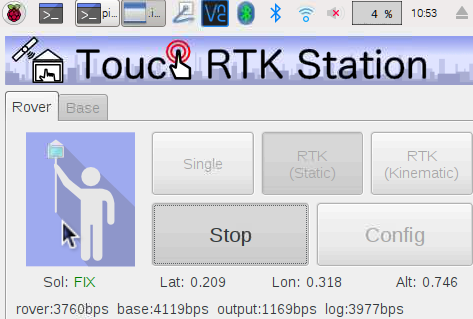 pi...
.i...
4 %
10:53
Touch RTK Station
Rover Base
Single
RTK
(Static)
RTK
(Kinematic)
Stop
Config
Sol: FIX Lat: 0.209 Lon: 0.318 Alt: 0.746
rover:3760bps base:4119bps output:1169bps log:3977bps